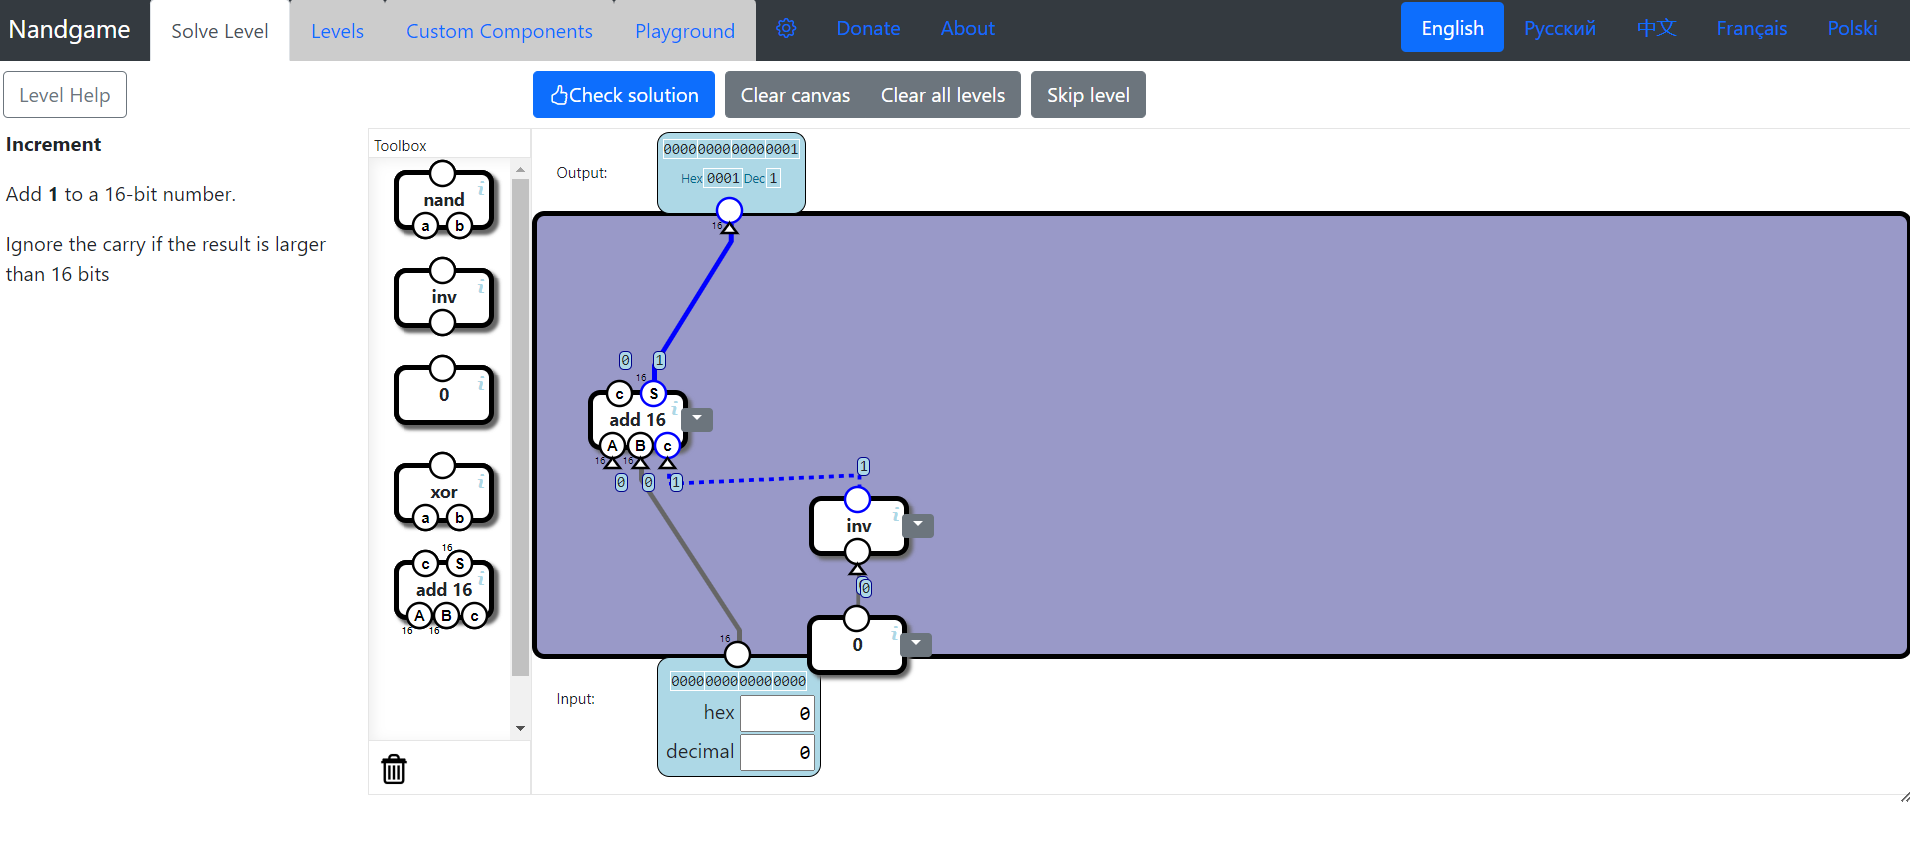 Nandgame
Solve Level
Levels
Custom Components
Playground
Donate
About
English
Русский
中文
Français
Polski
Level Help
Check solution
Clear canvas
Clear all levels
Skip level
Increment
Add 1 to a 16-bit number.
Ignore the carry if the result is larger
than 16 bits
Toolbox
nand
a b
inv
0
xor
a b
16
c S
add 16
A B c
16 16
Output:
0000000000000001
Hex 0001 Dec 1
16
0 1
16
c S
add 16
A B c
16 16
0 0 1
1
inv
0
0
16
Input:
0000000000000000
hex 0
decimal 0